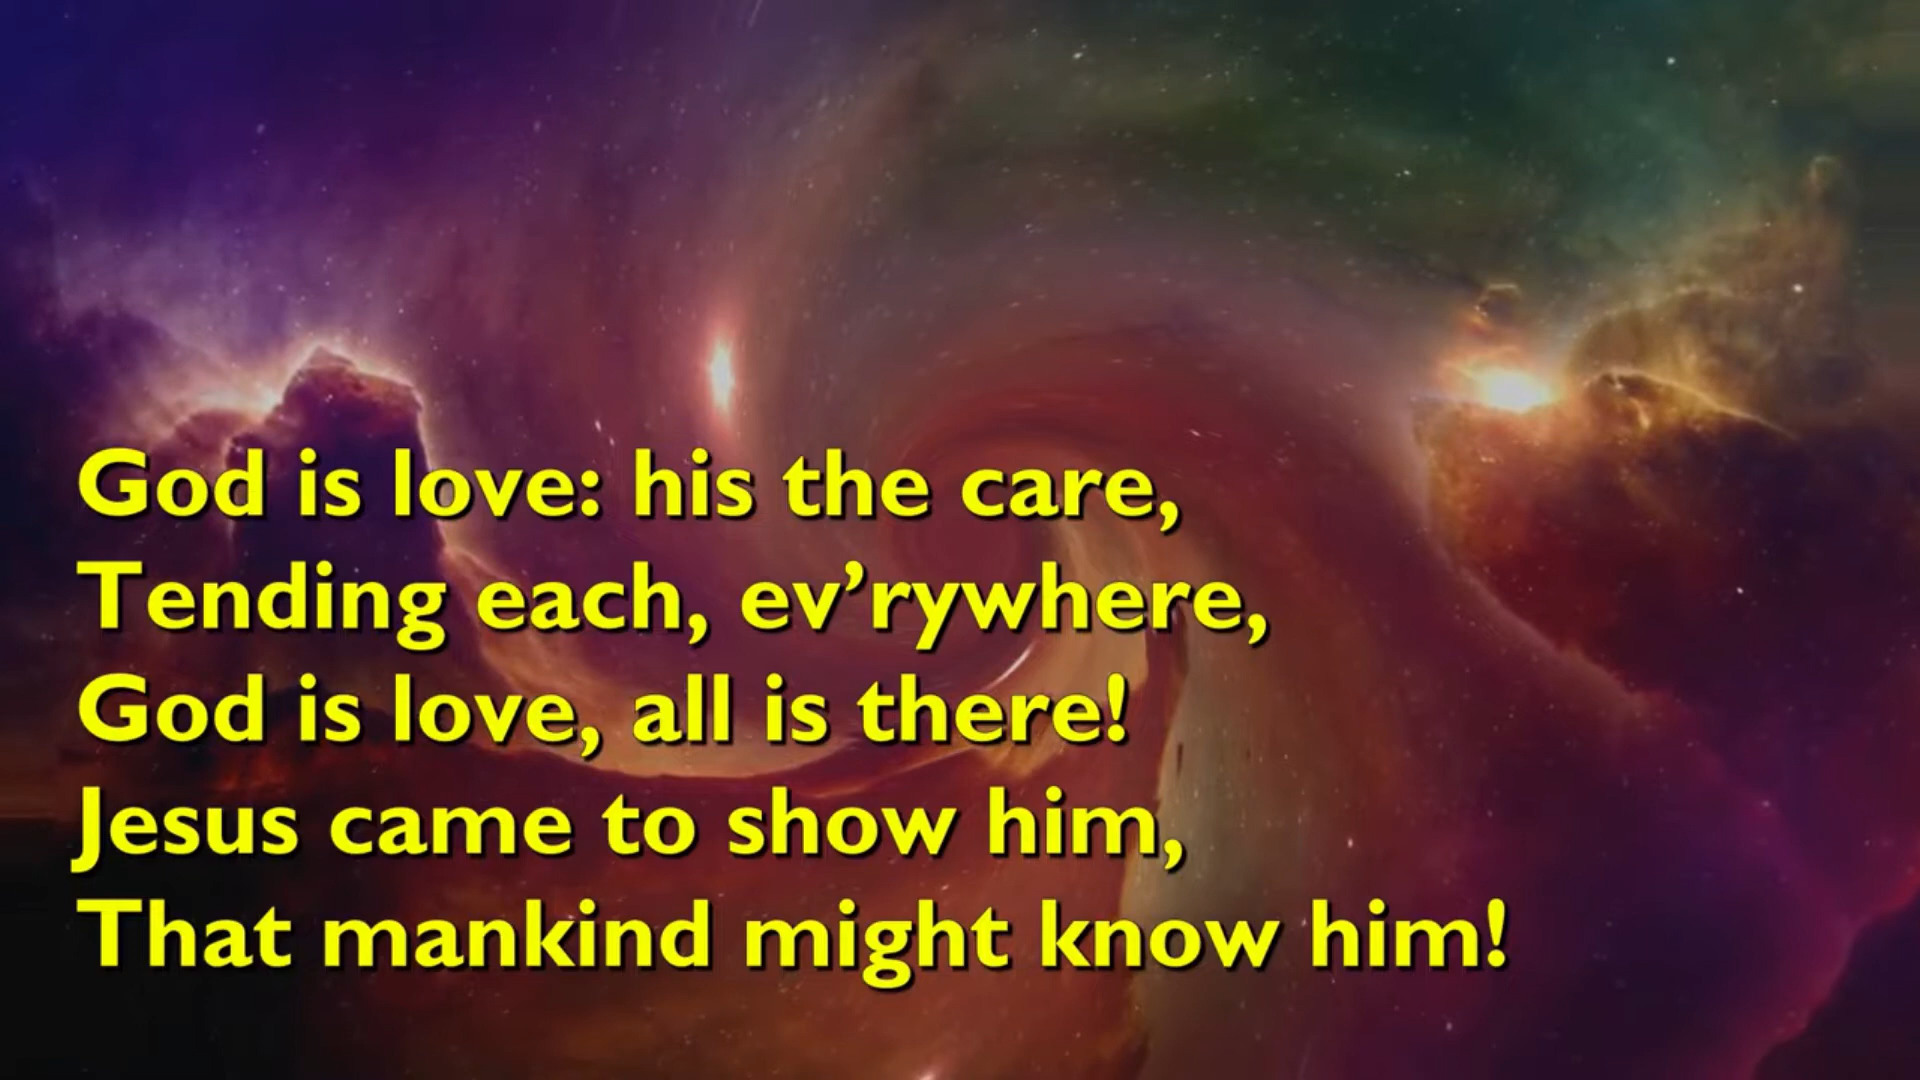 God is love: his the care,
Tending each, ev’rywhere,
God is love, all is there!
Jesus came to show him,
That mankind might know him!